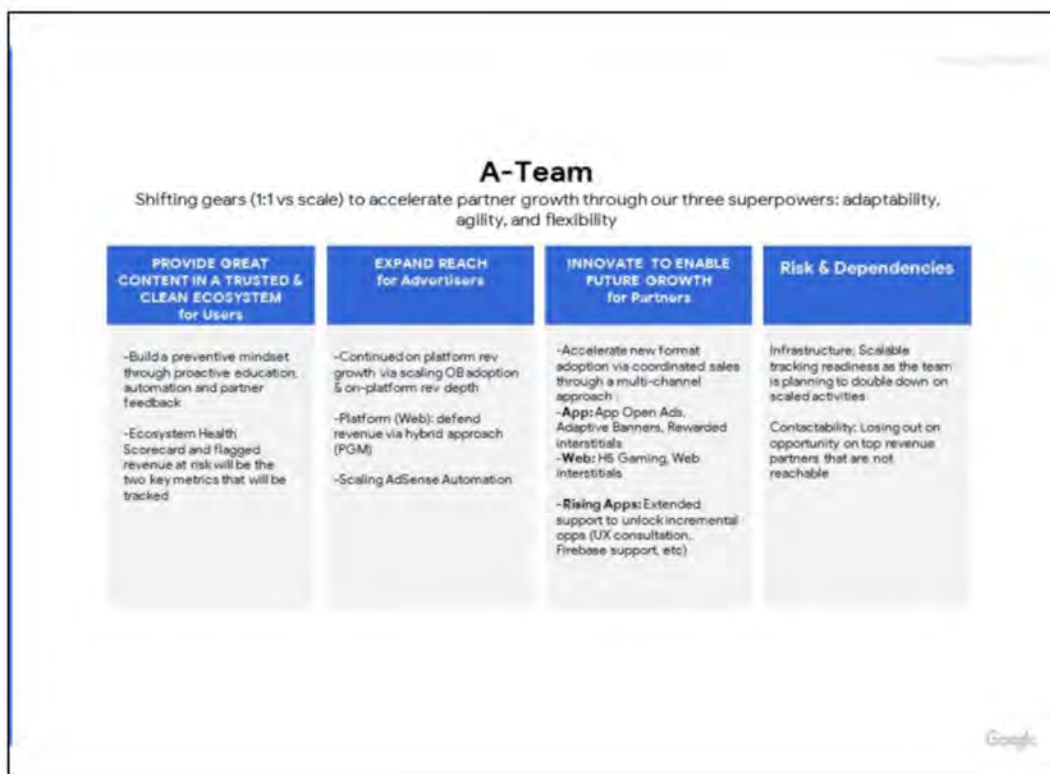 A-Team
Shifting gears (1:1 vs scale) to accelerate partner growth through our three superpowers: adaptability,
agility, and flexibility
PROVIDE GREAT
CONTENT IN A TRUSTED &
CLEAN ECOSYSTEM
for Users
-Build a preventive mindset
through proactive education,
automation and partner
feedback
-Ecosystem Health
Scorecard and flagged
revenue at risk will be the
two key metrics that will be
tracked
EXPAND REACH
for Advertisers
-Continued on platform rev
growth via scaling OB adoption
& on-platform rev depth
-Platform (Web): defend
revenue via hybrid approach
(PGM)
-Scaling AdSense Automation
INNOVATE TO ENABLE
FUTURE GROWTH
for Partners
-Accelerate new format
adoption via coordinated sales
through a multi-channel
approach :
-App: App Open Ads,
Adaptive Banners, Rewarded
interstitials
-Web: H5 Gaming, Web
Interstitials
-Rising Apps: Extended
support to unlock incremental
opps (UX consultation,
Firebase support, etc)
Risk & Dependencies
Infrastructure: Scalable
tracking readiness as the team
is planning to double down on
scaled activities
Contactability: Losing out on
opportunity on top revenue
partners that are not
reachable
Google